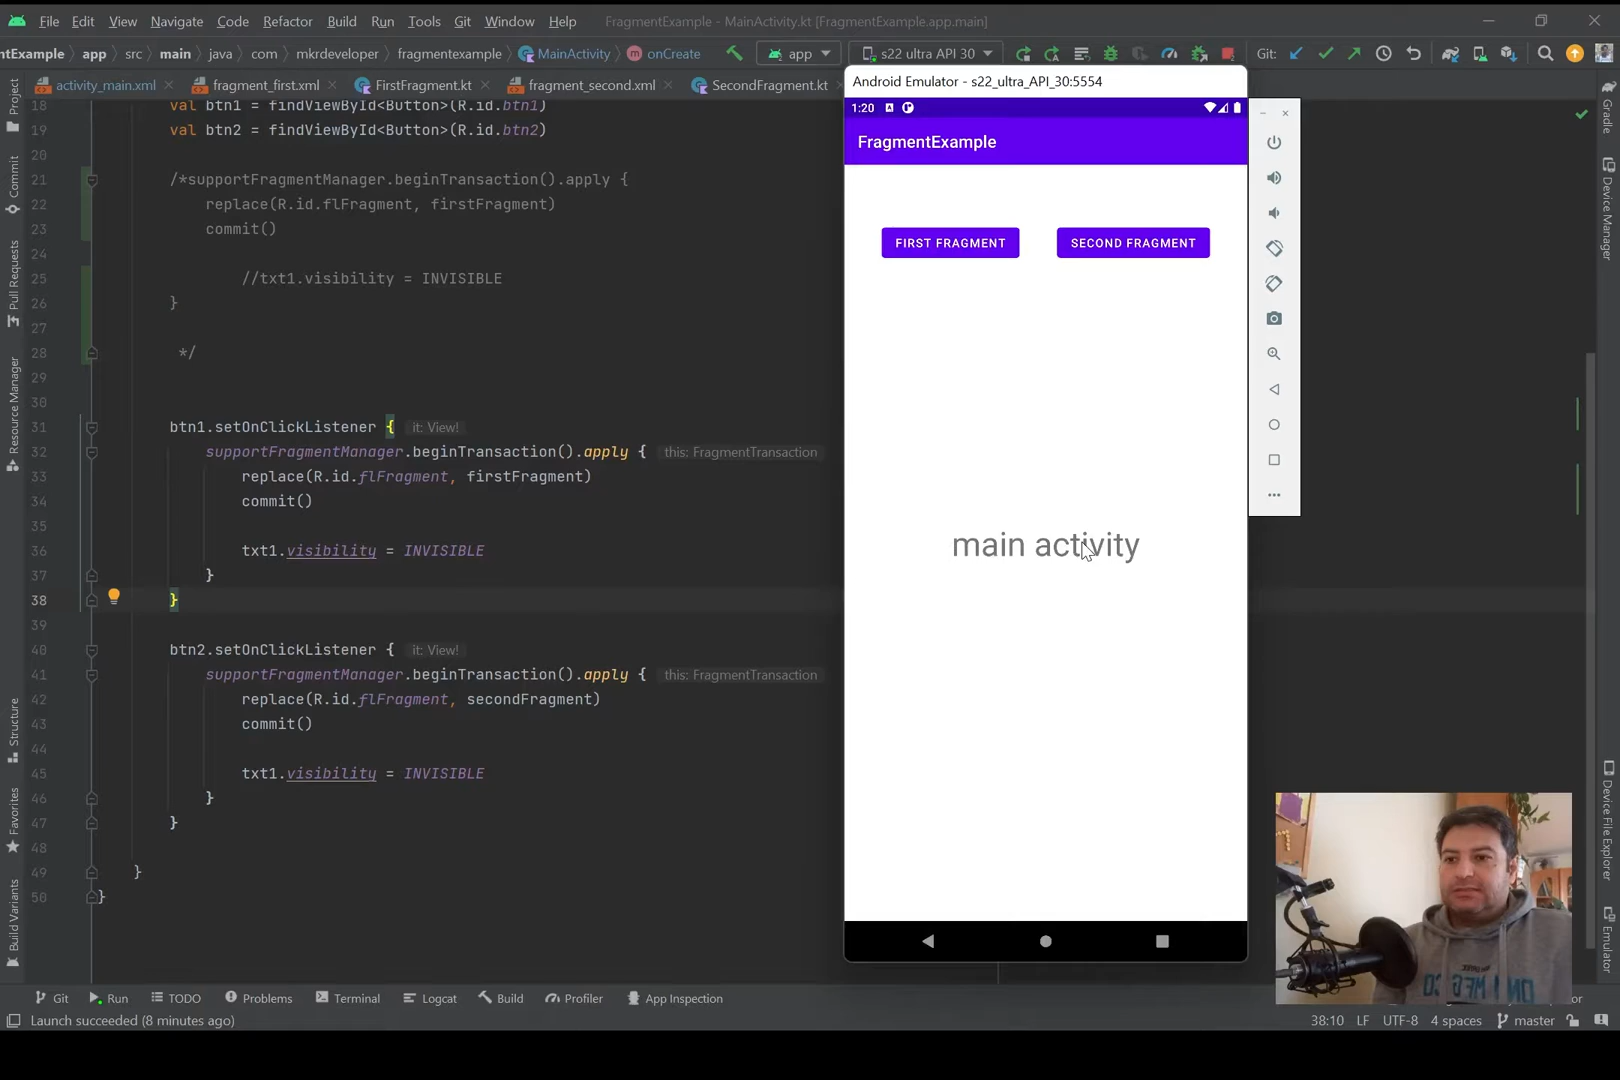 File Edit View Navigate Code Refactor Build Run Tools Git Window Help FragmentExample - MainActivity.kt [FragmentExample.app.main]
ntExample app src main java com mkrdeveloper fragmentexample MainActivity onCreate app s22 ultra API 30 Git:
activity_main.xml fragment_first.xml FirstFragment.kt fragment_second.xml SecondFragment.kt
18 val btn1 = findViewById<Button>(R.id.btn1)
19 val btn2 = findViewById<Button>(R.id.btn2)
20
21 /*supportFragmentManager.beginTransaction().apply {
22 replace(R.id.flFragment, firstFragment)
23 commit()
24
25 //txt1.visibility = INVISIBLE
26 }
27
28 */
29
30
31 btn1.setOnClickListener { it: View!
32 supportFragmentManager.beginTransaction().apply { this: FragmentTransaction
33 replace(R.id.flFragment, firstFragment)
34 commit()
35
36 txt1.visibility = INVISIBLE
37 }
38 }
39
40 btn2.setOnClickListener { it: View!
41 supportFragmentManager.beginTransaction().apply { this: FragmentTransaction
42 replace(R.id.flFragment, secondFragment)
43 commit()
44
45 txt1.visibility = INVISIBLE
46 }
47 }
48
49 }
50 }
Project
Commit
Pull Requests
Resource Manager
Structure
Favorites
Build Variants
Android Emulator - s22_ultra_API_30:5554
1:20
FragmentExample
FIRST FRAGMENT SECOND FRAGMENT
main activity
Gradle
Device Manager
Device File Explorer
Emulator
Git Run TODO Problems Terminal Logcat Build Profiler App Inspection
Launch succeeded (8 minutes ago) 38:10 LF UTF-8 4 spaces master